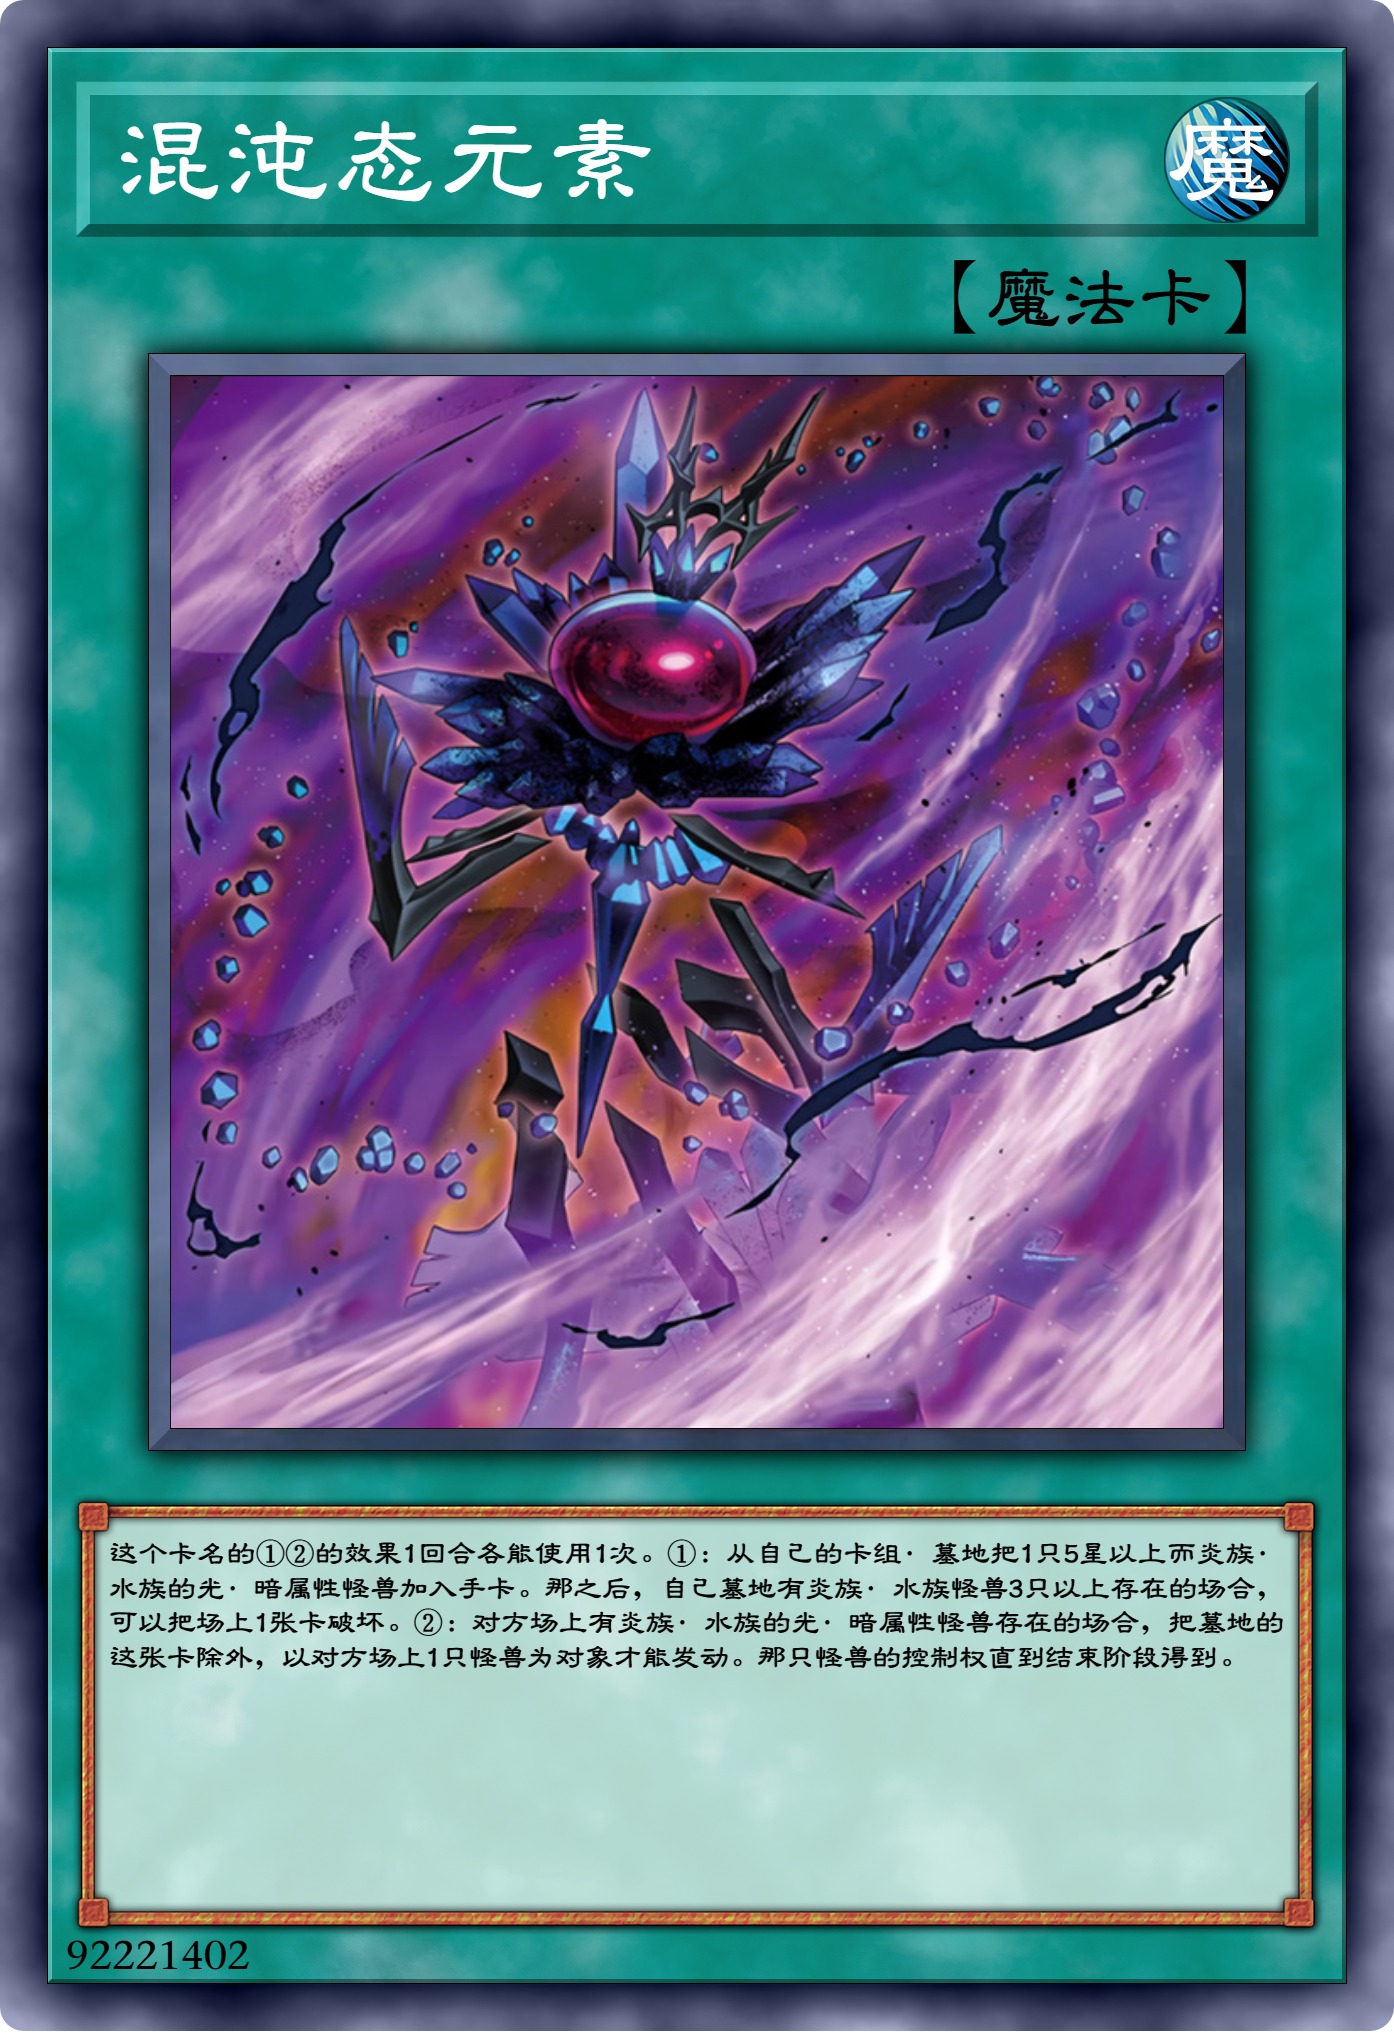 混沌态元素
魔
【魔法卡】
这个卡名的①②的效果1回合各能使用1次。①：从自己的卡组·墓地把1只5星以上而炎族·
水族的光·暗属性怪兽加入手卡。那之后，自己墓地有炎族·水族怪兽3只以上存在的场合，
可以把场上1张卡破坏。②：对方场上有炎族·水族的光·暗属性怪兽存在的场合，把墓地的
这张卡除外，以对方场上1只怪兽为对象才能发动。那只怪兽的控制权直到结束阶段得到。
92221402